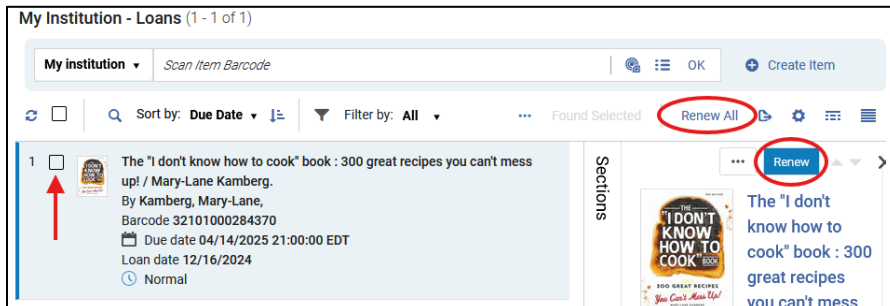 My Institution - Loans (1 - 1 of 1)
My institution Scan Item Barcode OK Create Item
Sort by: Due Date Filter by: All ... Found Selected Renew All
1 The "I don't know how to cook" book : 300 great recipes you can't mess
up! / Mary-Lane Kamberg.
By Kamberg, Mary-Lane,
Barcode 32101000284370
Due date 04/14/2025 21:00:00 EDT
Loan date 12/16/2024
Normal
Sections
... Renew
THE
"I DON'T
KNOW
HOW TO
COOK" BOOK
300 GREAT RECIPES
You Can't Mess Up!
The "I don't
know how to
cook" book : 300
great recipes
you can't mess